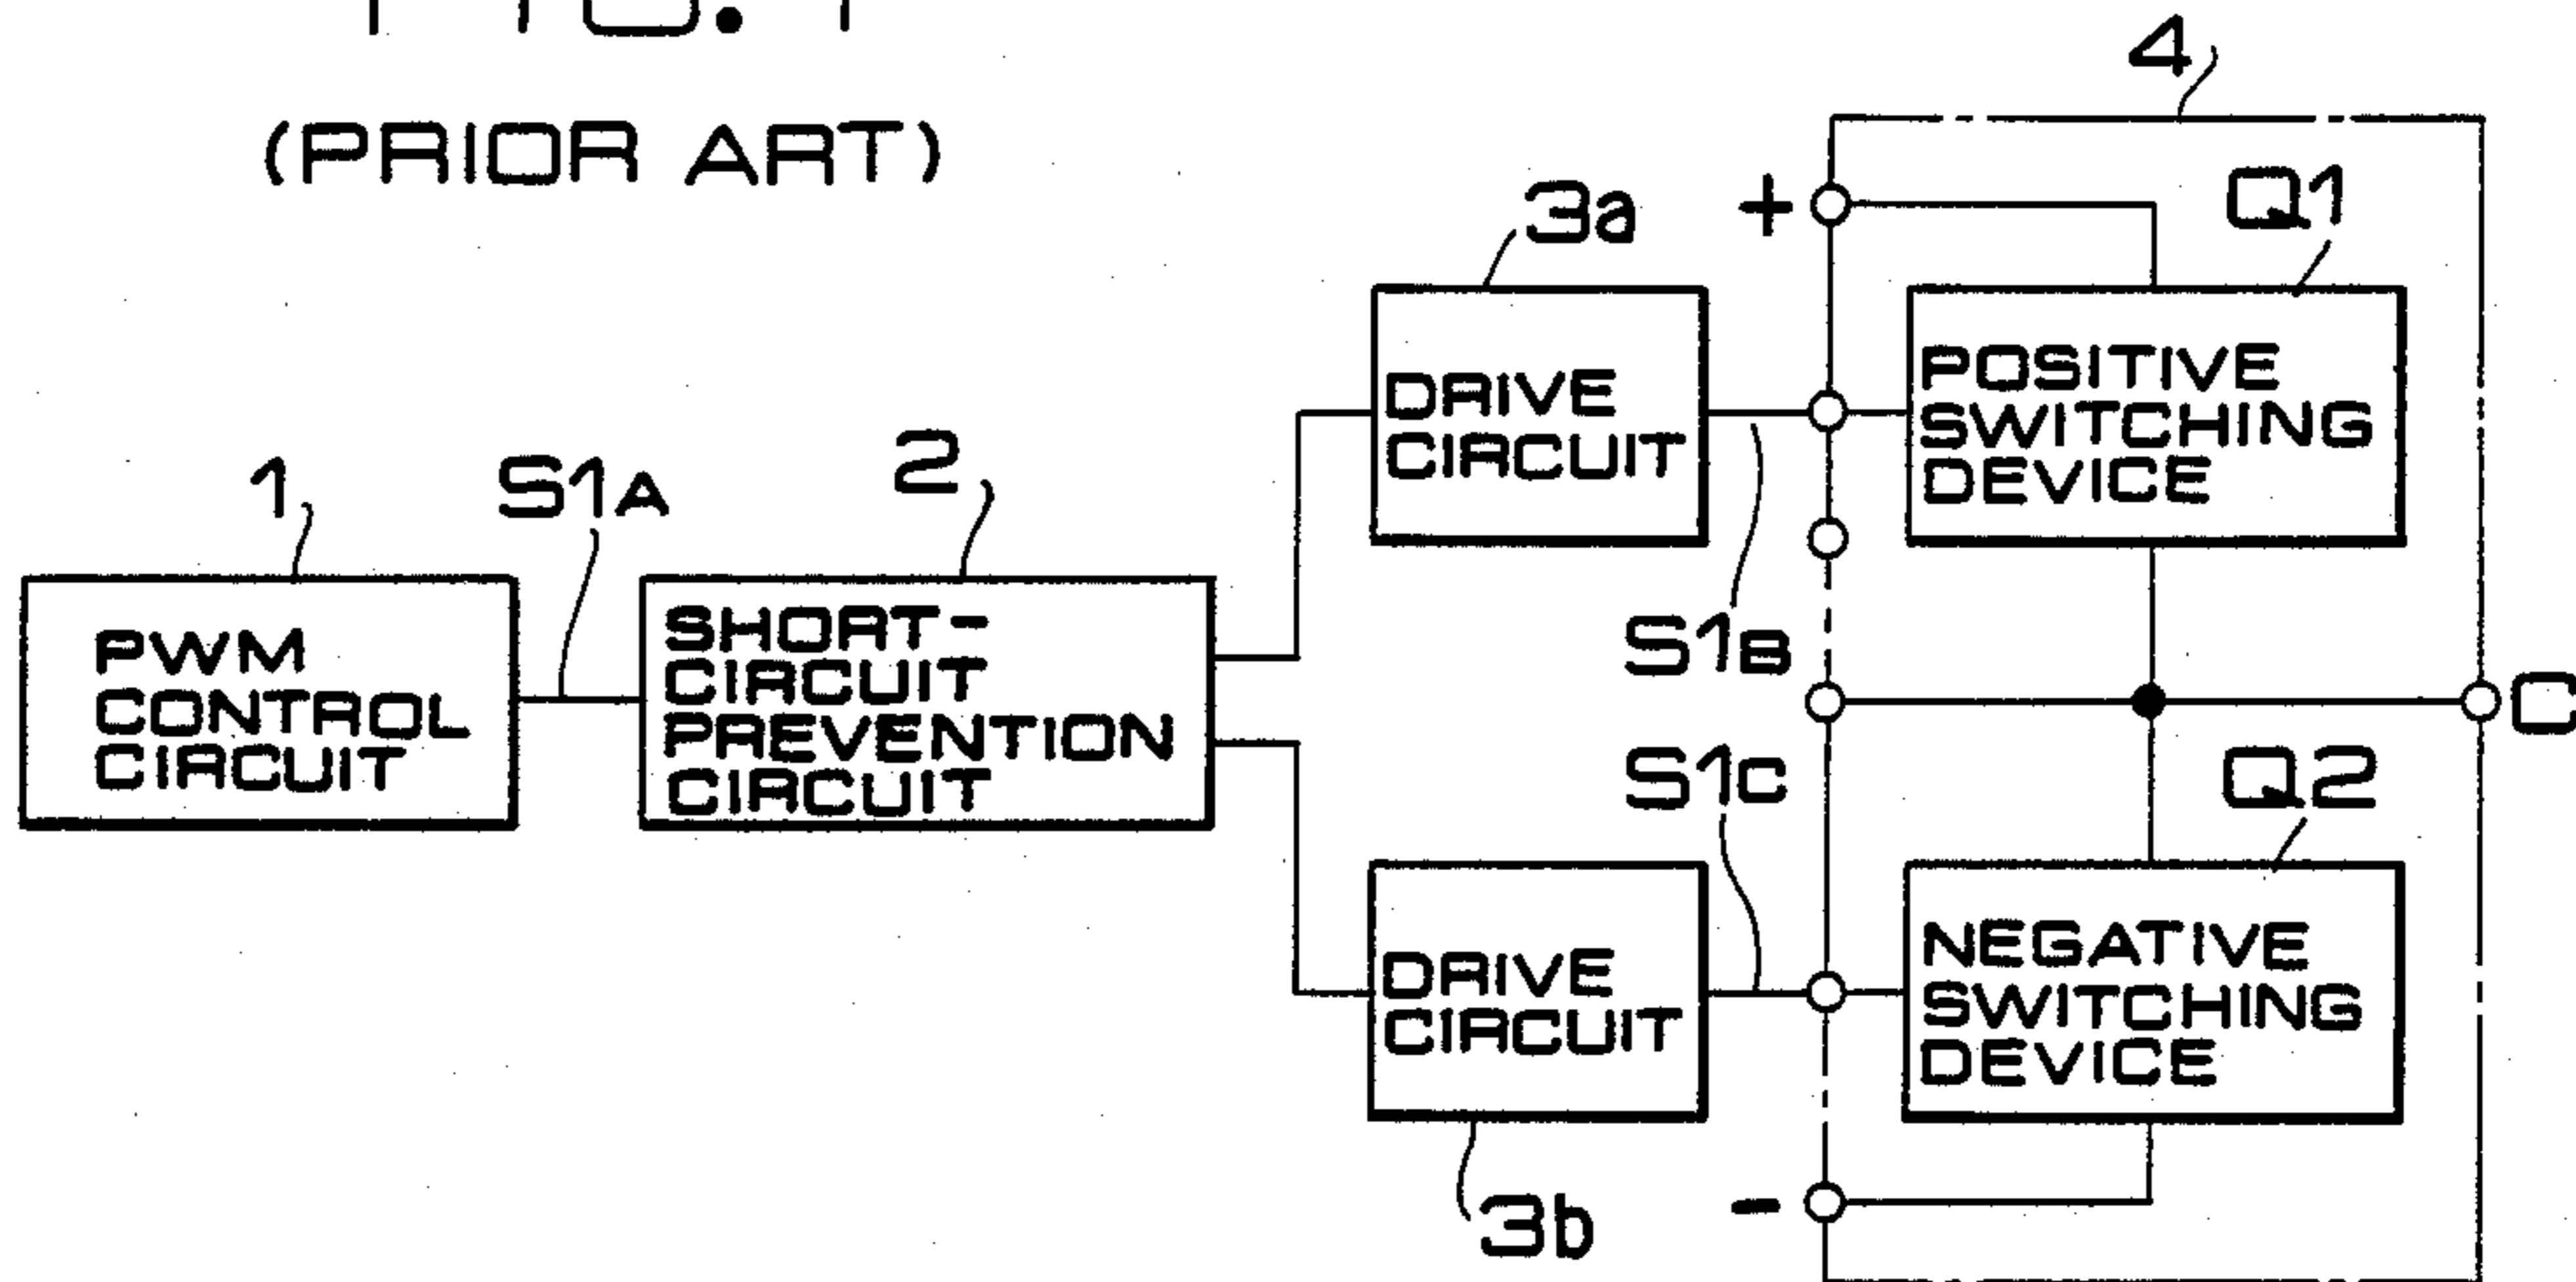 (PRIOR ART)
4
3a
+
Q1
DRIVE
CIRCUIT
POSITIVE
SWITCHING
DEVICE
1
S1A
2
PWM
CONTROL
CIRCUIT
SHORT-
CIRCUIT
PREVENTION
CIRCUIT
S1B
S1C
Q2
DRIVE
CIRCUIT
NEGATIVE
SWITCHING
DEVICE
3b
-